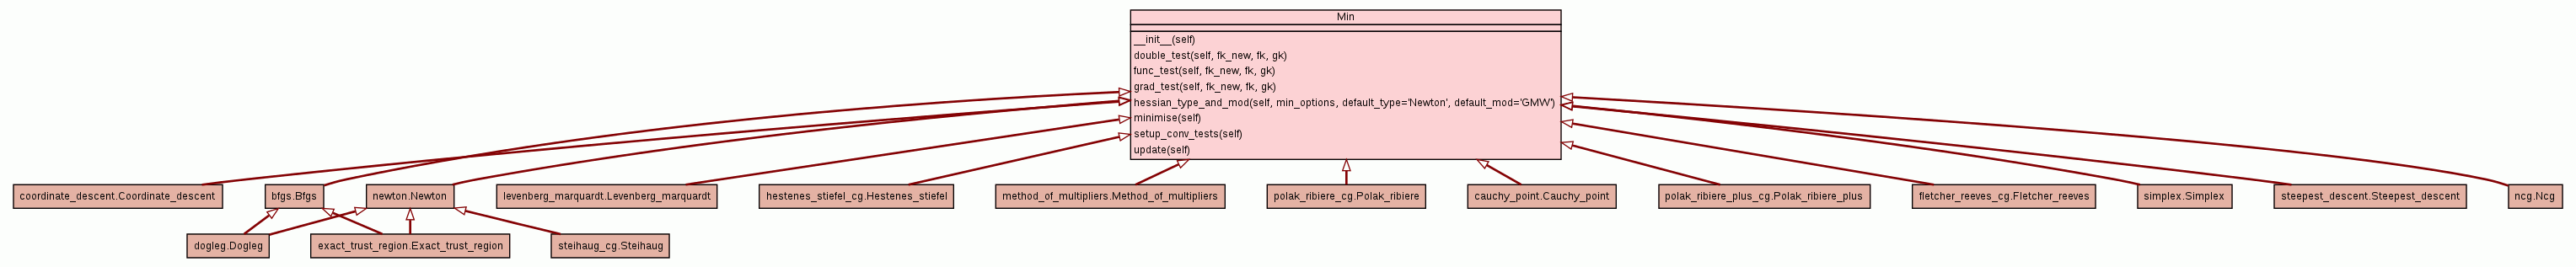 Min
__init__(self)
double_test(self, fk_new, fk, gk)
func_test(self, fk_new, fk, gk)
grad_test(self, fk_new, fk, gk)
hessian_type_and_mod(self, min_options, default_type='Newton', default_mod='GMW')
minimise(self)
setup_conv_tests(self)
update(self)
coordinate_descent.Coordinate_descent
bfgs.Bfgs
newton.Newton
levenberg_marquardt.Levenberg_marquardt
hestenes_stiefel_cg.Hestenes_stiefel
method_of_multipliers.Method_of_multipliers
polak_ribiere_cg.Polak_ribiere
cauchy_point.Cauchy_point
polak_ribiere_plus_cg.Polak_ribiere_plus
fletcher_reeves_cg.Fletcher_reeves
simplex.Simplex
steepest_descent.Steepest_descent
ncg.Ncg
dogleg.Dogleg
exact_trust_region.Exact_trust_region
steihaug_cg.Steihaug